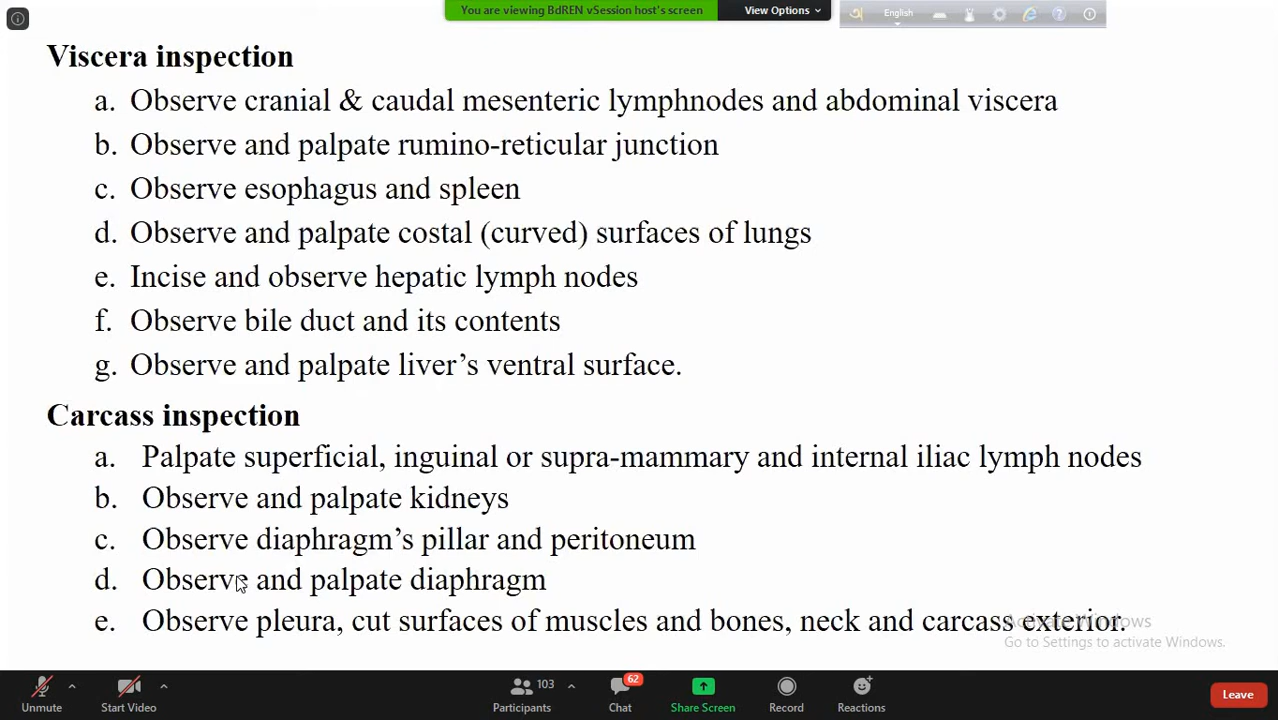 You are viewing BdREN vSession host's screen
View Options
English
Viscera inspection
a. Observe cranial & caudal mesenteric lymphnodes and abdominal viscera
b. Observe and palpate rumino-reticular junction
c. Observe esophagus and spleen
d. Observe and palpate costal (curved) surfaces of lungs
e. Incise and observe hepatic lymph nodes
f. Observe bile duct and its contents
g. Observe and palpate liver's ventral surface.
Carcass inspection
a. Palpate superficial, inguinal or supra-mammary and internal iliac lymph nodes
b. Observe and palpate kidneys
c. Observe diaphragm's pillar and peritoneum
d. Observe and palpate diaphragm
e. Observe pleura, cut surfaces of muscles and bones, neck and carcass exterior.
Activate Windows
Go to Settings to activate Windows.
103
62
Unmute
Start Video
Participants
Chat
Share Screen
Record
Reactions
Leave